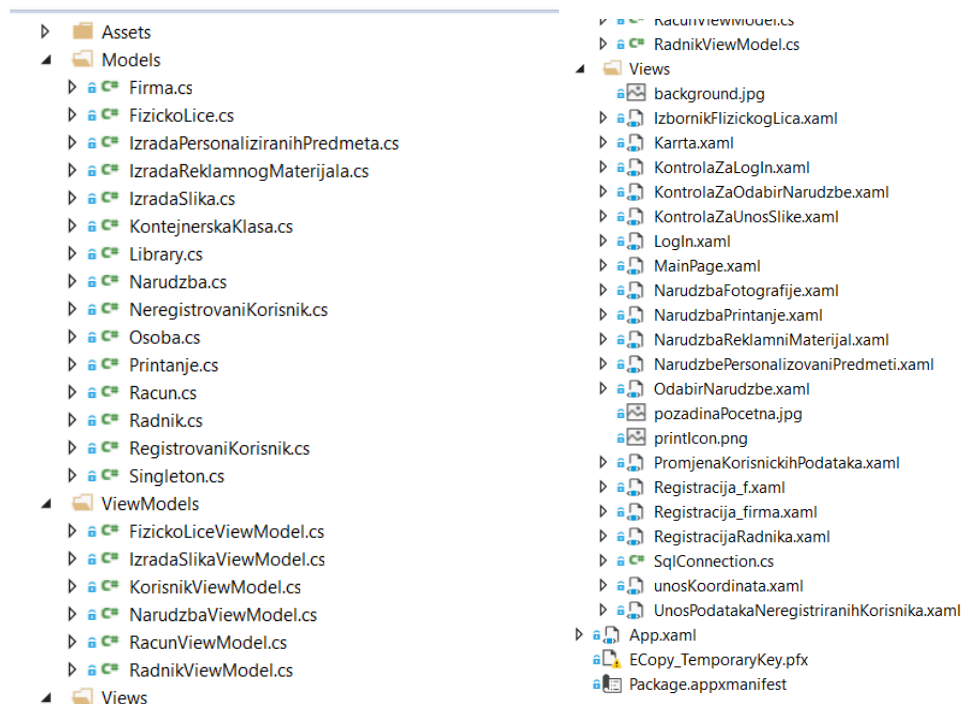 Assets
Models
Firma.cs
FizickoLice.cs
IzradaPersonaliziranihPredmeta.cs
IzradaReklamnogMaterijala.cs
IzradaSlika.cs
KontejnerskaKlasa.cs
Library.cs
Narudzba.cs
NeregistrovaniKorisnik.cs
Osoba.cs
Printanje.cs
Racun.cs
Radnik.cs
RegistrovaniKorisnik.cs
Singleton.cs
ViewModels
FizickoLiceViewModel.cs
IzradaSlikaViewModel.cs
KorisnikViewModel.cs
NarudzbaViewModel.cs
RacunViewModel.cs
RadnikViewModel.cs
Views
RacunViewModel.cs
RadnikViewModel.cs
Views
background.jpg
IzbornikFIizickogLica.xaml
Karrta.xaml
KontrolaZaLogIn.xaml
KontrolaZaOdabirNarudzbe.xaml
KontrolaZaUnosSlike.xaml
LogIn.xaml
MainPage.xaml
NarudzbaFotografije.xaml
NarudzbaPrintanje.xaml
NarudzbaReklamniMaterijal.xaml
NarudzbePersonalizovaniPredmeti.xaml
OdabirNarudzbe.xaml
pozadinaPocetna.jpg
printIcon.png
PromjenaKorisnickihPodataka.xaml
Registracija_f.xaml
Registracija_firma.xaml
RegistracijaRadnika.xaml
SqlConnection.cs
unosKoordinata.xaml
UnosPodatakaNeregistriranihKorisnika.xaml
App.xaml
ECopy_TemporaryKey.pfx
Package.appxmanifest